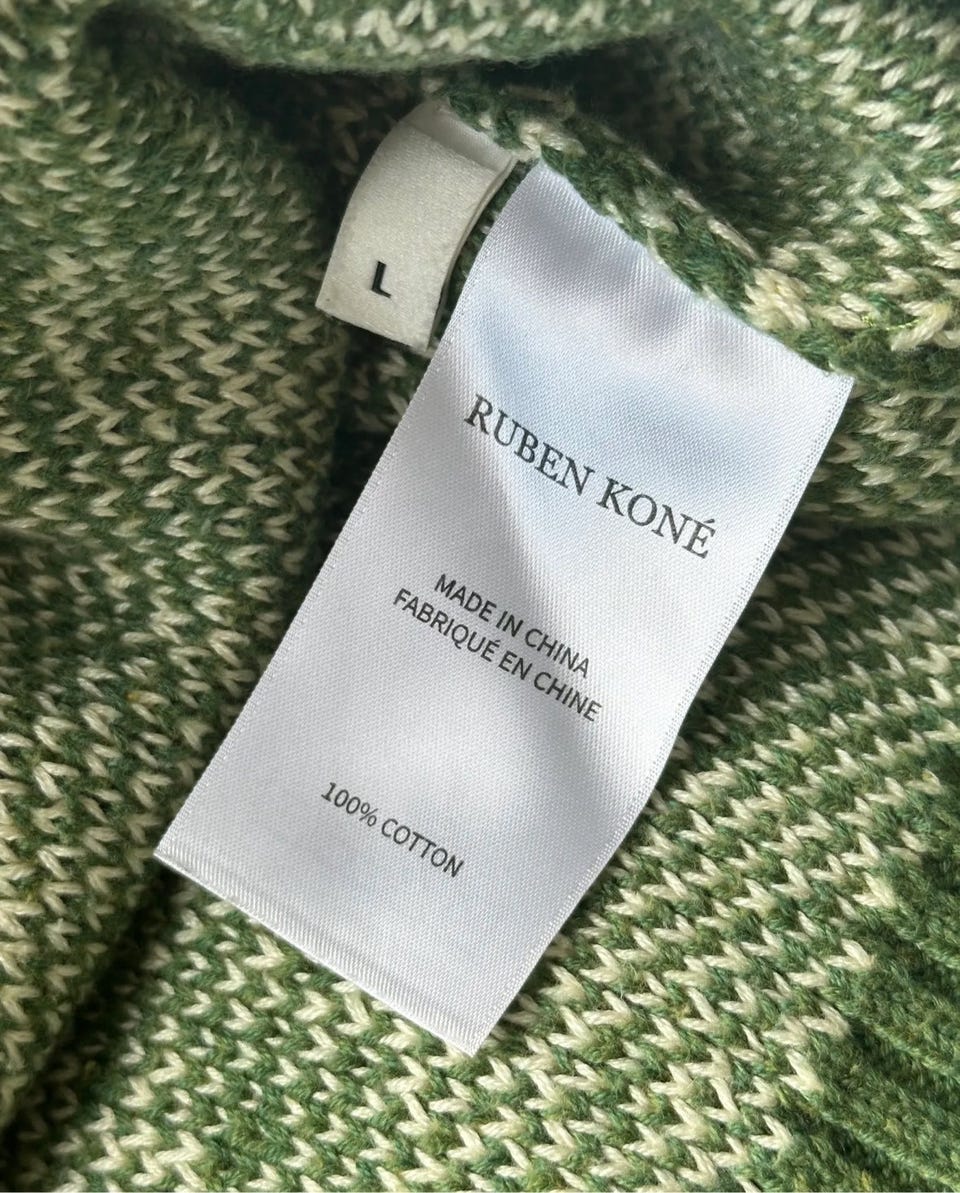 L
RUBEN KONÉ
MADE IN CHINA
FABRIQUÉ EN CHINE
100% COTTON